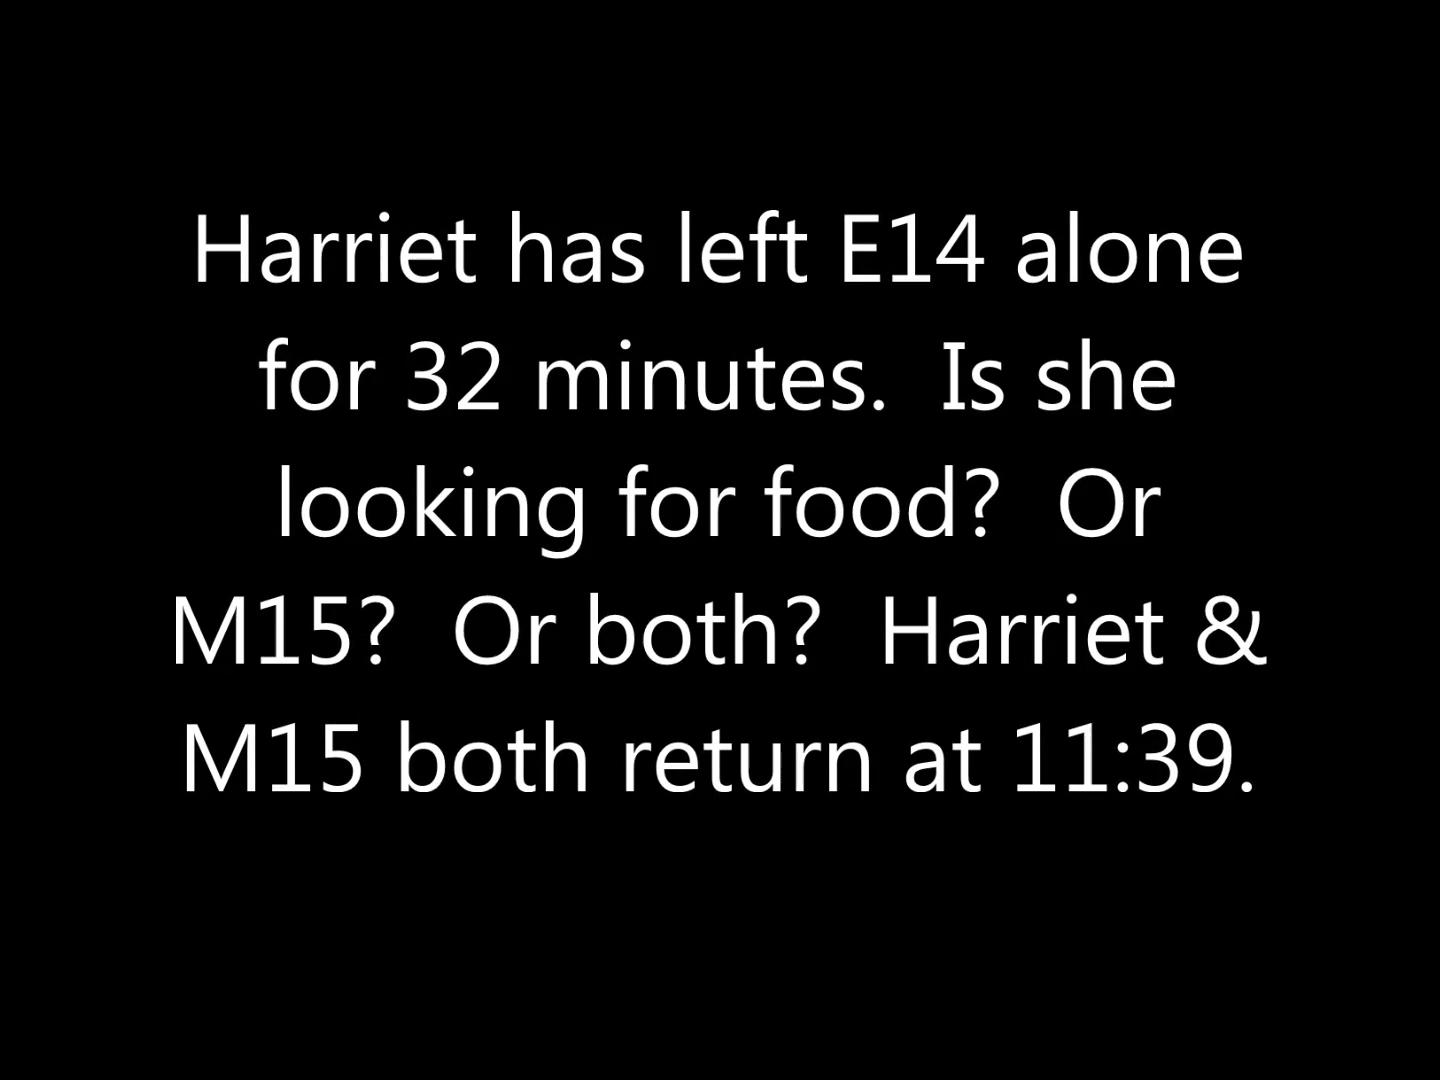 Harriet has left E14 alone
for 32 minutes.  Is she
looking for food?  Or
M15?  Or both?  Harriet &
M15 both return at 11:39.